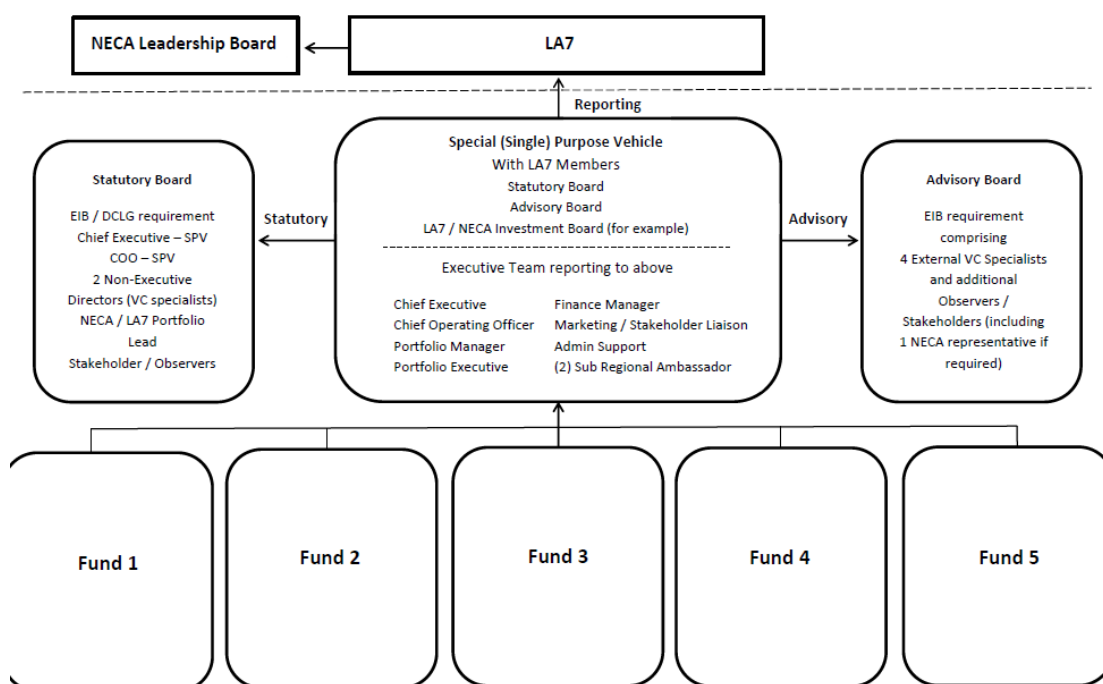 NECA Leadership Board
LA7
Reporting
Special (Single) Purpose Vehicle
With LA7 Members
Statutory Board
Advisory Board
LA7 / NECA Investment Board (for example)
Executive Team reporting to above
Chief Executive
Chief Operating Officer
Portfolio Manager
Portfolio Executive
Finance Manager
Marketing / Stakeholder Liaison
Admin Support
(2) Sub Regional Ambassador
Statutory
Statutory Board
EIB / DCLG requirement
Chief Executive – SPV
COO – SPV
2 Non-Executive
Directors (VC specialists)
NECA / LA7 Portfolio
Lead
Stakeholder / Observers
Advisory
Advisory Board
EIB requirement
comprising
4 External VC Specialists
and additional
Observers /
Stakeholders (including
1 NECA representative if
required)
Fund 1
Fund 2
Fund 3
Fund 4
Fund 5